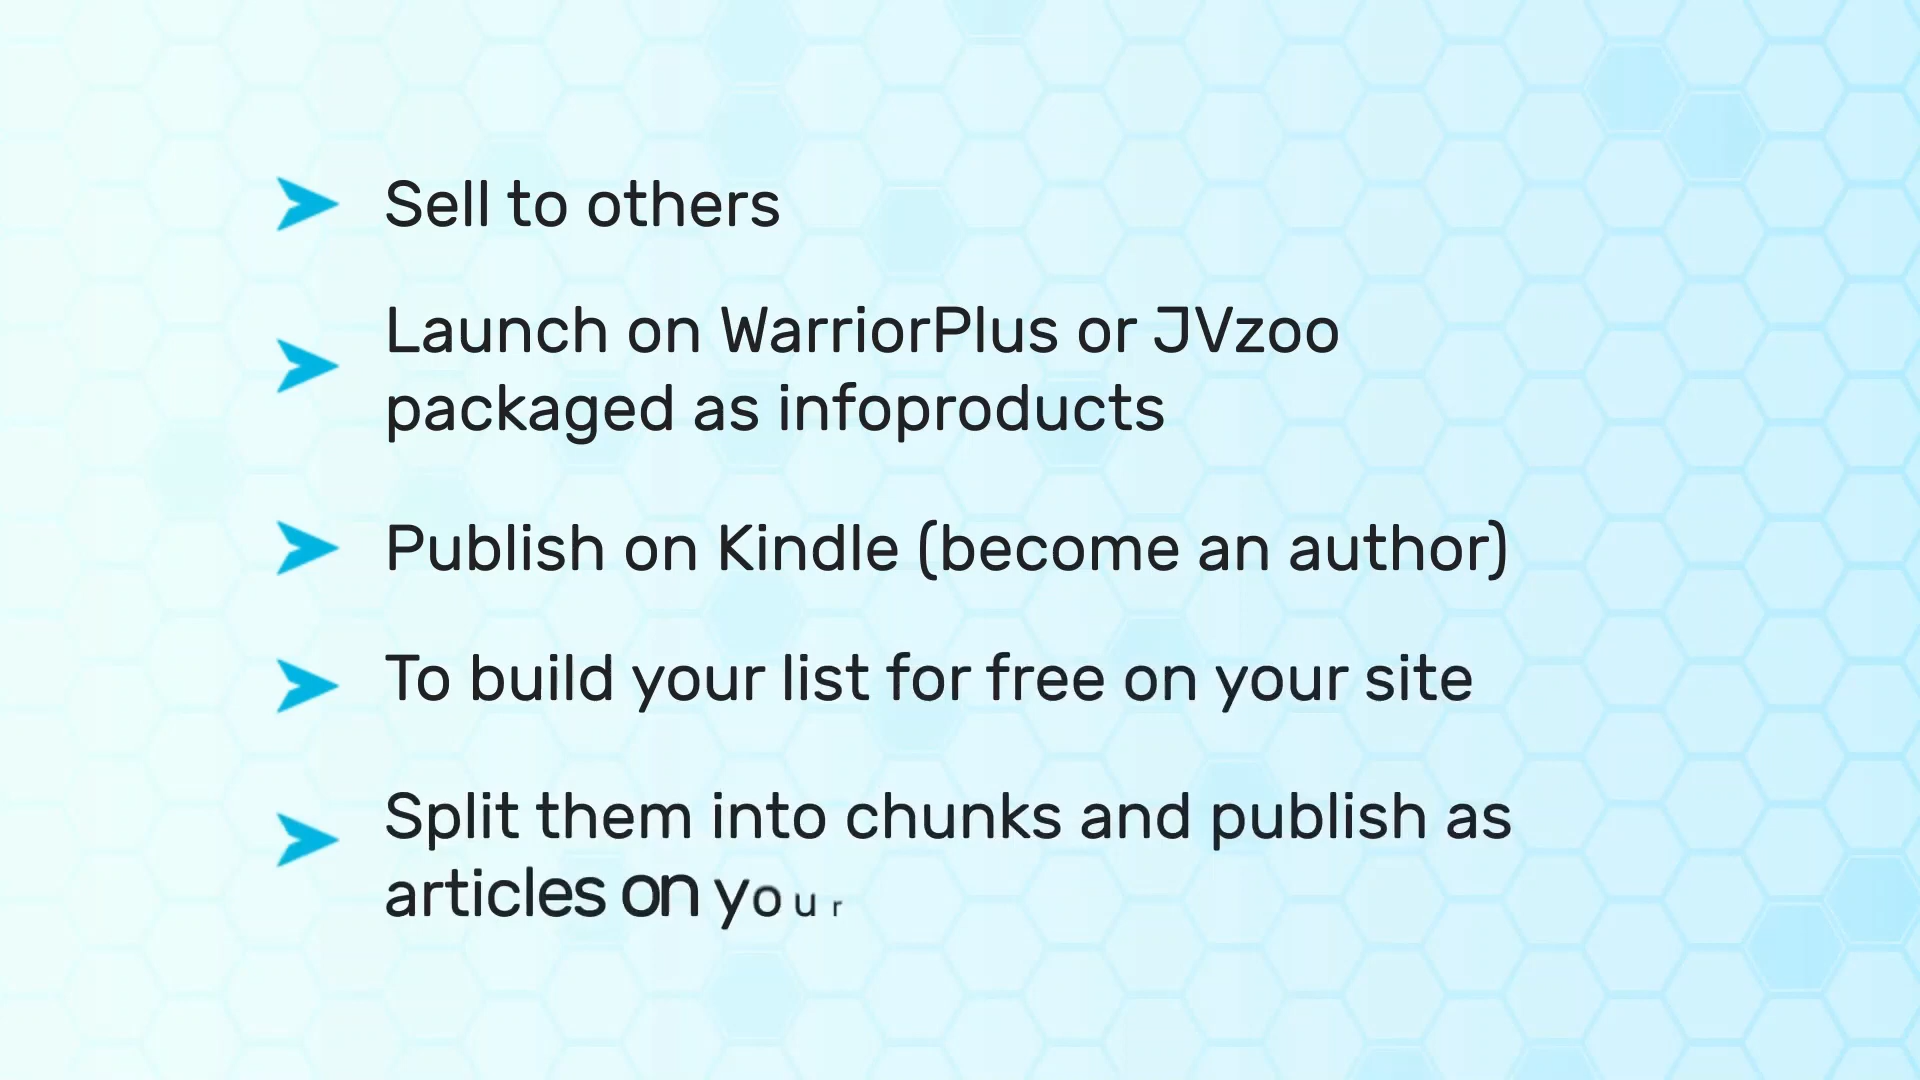 Sell to others
Launch on WarriorPlus or JVzoo
packaged as infoproducts
Publish on Kindle (become an author)
To build your list for free on your site
Split them into chunks and publish as
articles on your